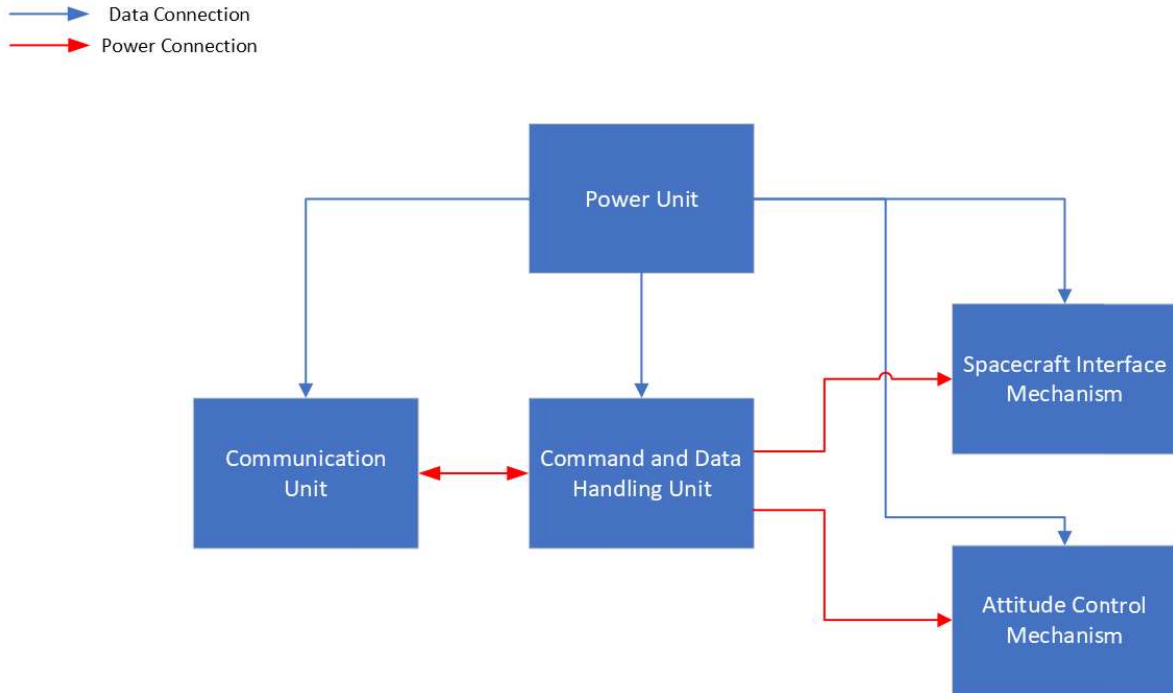 Data Connection
Power Connection
Power Unit
Spacecraft Interface
Mechanism
Communication
Unit
Command and Data
Handling Unit
Attitude Control
Mechanism